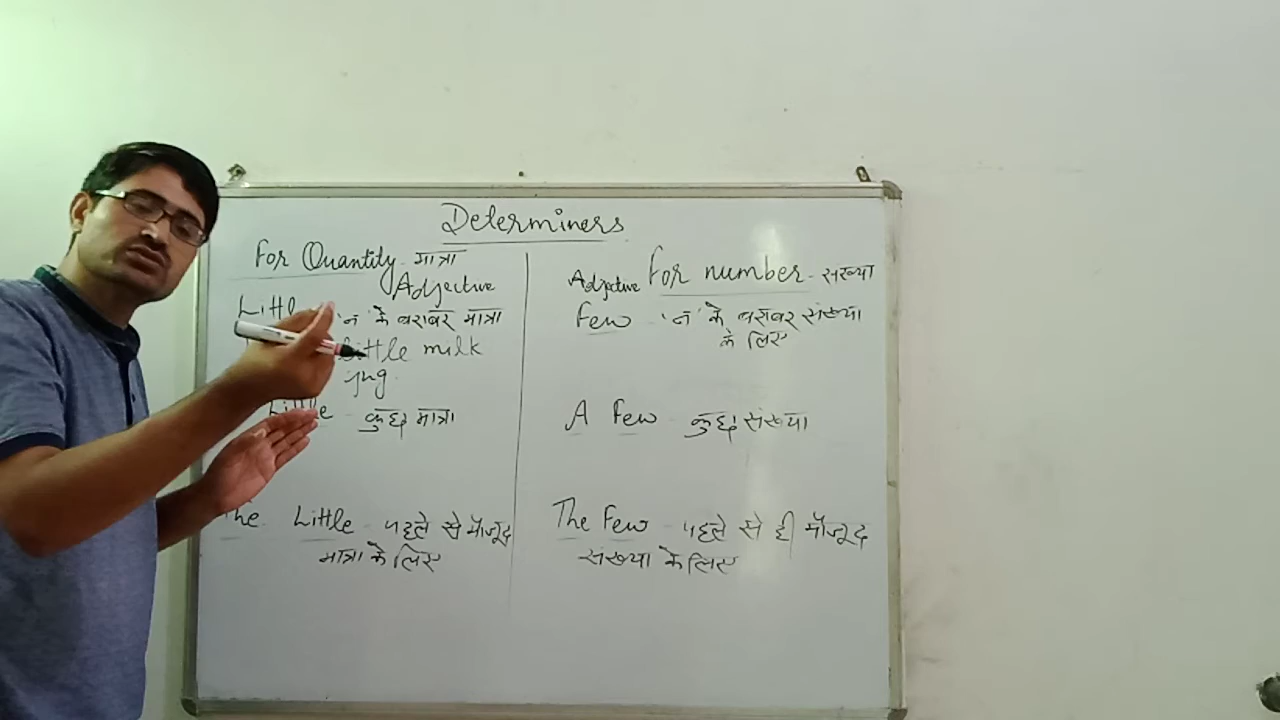 Determiners
For Quantity - मात्रा
Adjective
Little 'न' के बराबर मात्रा
little milk
jug.
Little - कुछ मात्रा
The Little - पहले से मौजूद
मात्रा के लिए
Adjective For number - संख्या
Few - 'न' के बराबर संख्या
के लिए
A Few - कुछ संख्या
The Few - पहले से ही मौजूद
संख्या के लिए